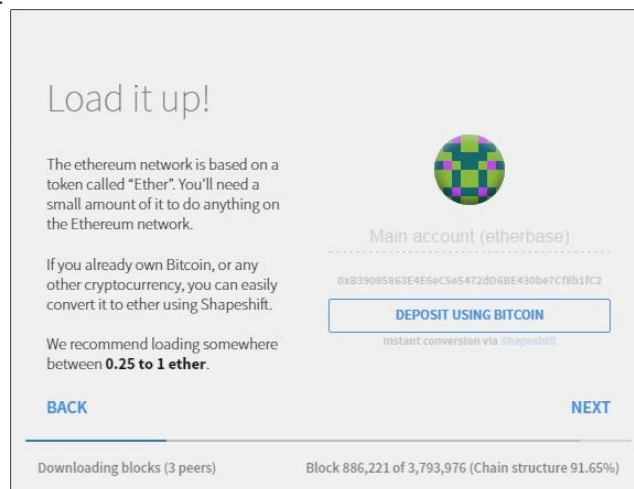 Load it up!
The ethereum network is based on a
token called “Ether”. You’ll need a
small amount of it to do anything on
the Ethereum network.
If you already own Bitcoin, or any
other cryptocurrency, you can easily
convert it to ether using Shapeshift.
We recommend loading somewhere
between 0.25 to 1 ether.
Main account (etherbase)
DEPOSIT USING BITCOIN
Instant conversion via Shapeshift
BACK
NEXT
Downloading blocks (3 peers)
Block 886,221 of 3,793,976 (Chain structure 91.65%)